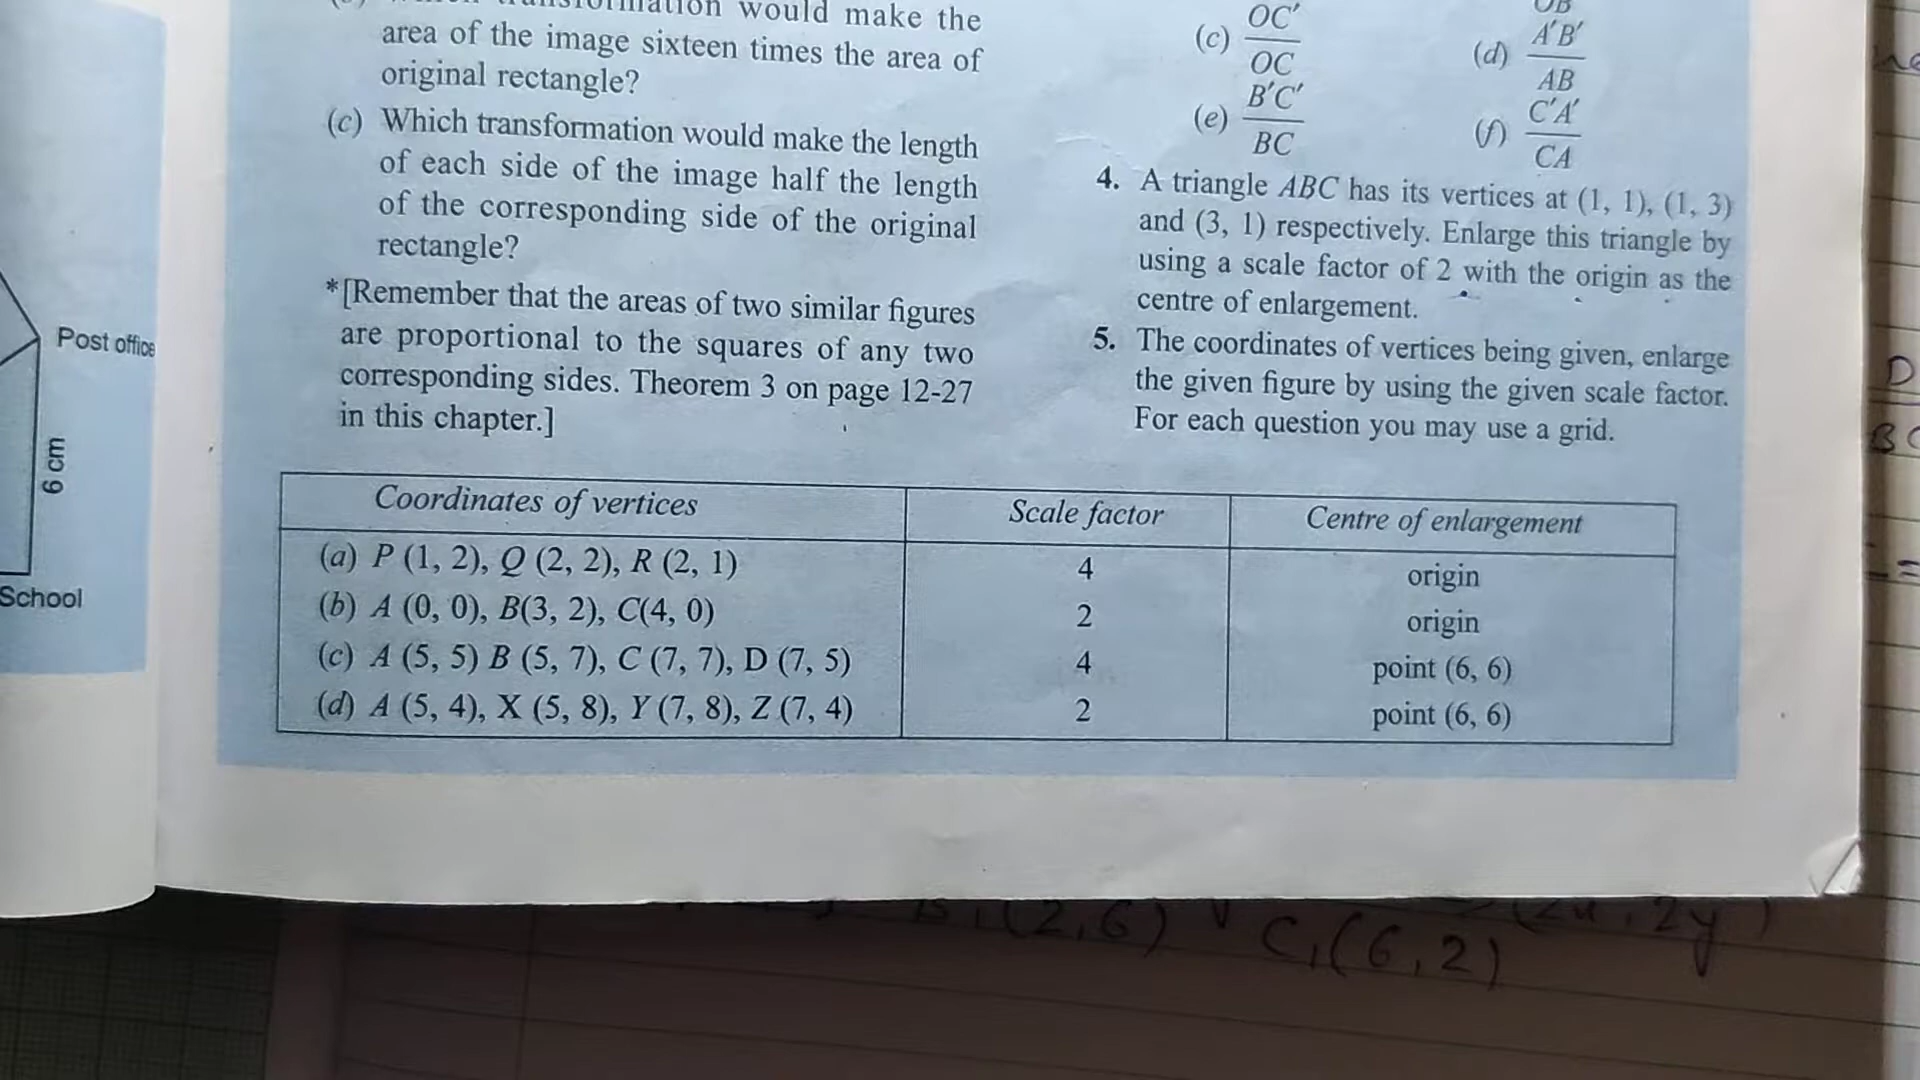 would make the
area of the image sixteen times the area of
original rectangle?
(c) Which transformation would make the length
of each side of the image half the length
of the corresponding side of the original
rectangle?
*[Remember that the areas of two similar figures
are proportional to the squares of any two
corresponding sides. Theorem 3 on page 12-27
in this chapter.]
(c) OC′
OC
(d) A′B′
AB
(e) B′C′
BC
(f) C′A′
CA
4. A triangle ABC has its vertices at (1, 1), (1, 3)
and (3, 1) respectively. Enlarge this triangle by
using a scale factor of 2 with the origin as the
centre of enlargement.
5. The coordinates of vertices being given, enlarge
the given figure by using the given scale factor.
For each question you may use a grid.
Coordinates of vertices Scale factor Centre of enlargement
(a) P (1, 2), Q (2, 2), R (2, 1) 4 origin
(b) A (0, 0), B(3, 2), C(4, 0) 2 origin
(c) A (5, 5) B (5, 7), C (7, 7), D (7, 5) 4 point (6, 6)
(d) A (5, 4), X (5, 8), Y (7, 8), Z (7, 4) 2 point (6, 6)
Post office
6 cm
School
(2,6)
C₁(6,2)